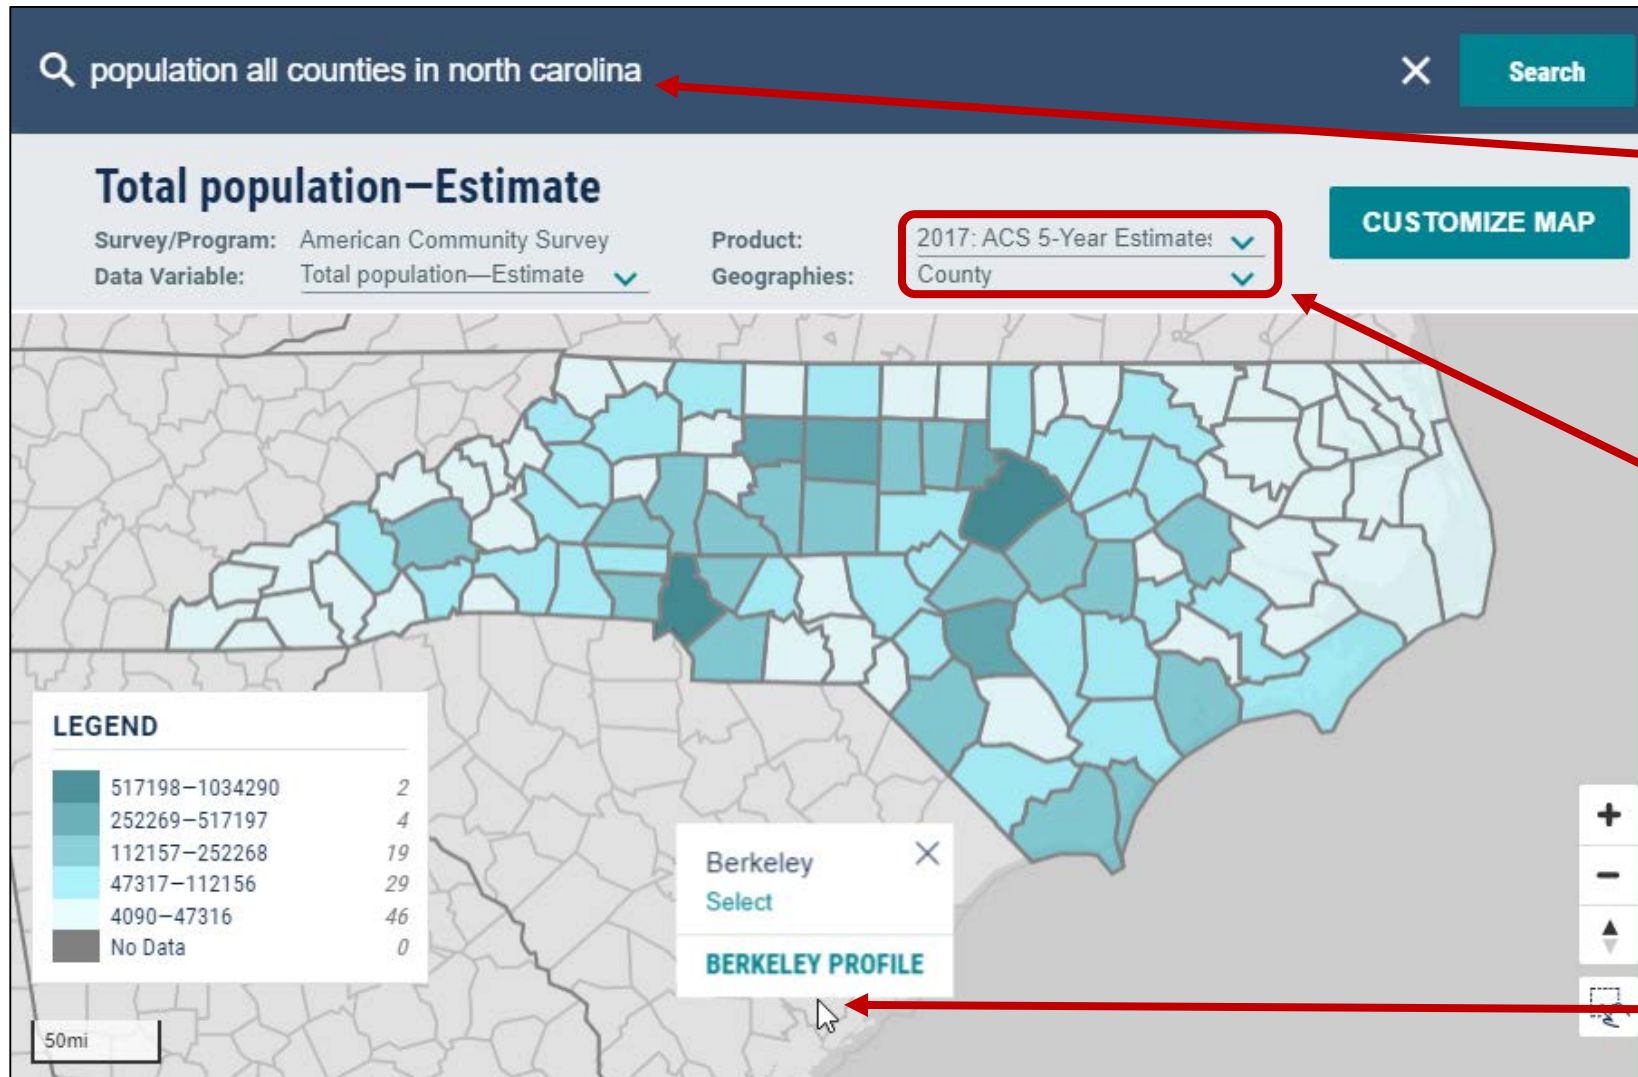 population all counties in north carolina
Search
Total population—Estimate
Survey/Program: American Community Survey
Product: 2017: ACS 5-Year Estimates
Data Variable: Total population—Estimate
Geographies: County
CUSTOMIZE MAP
LEGEND
517198—1034290 2
252269—517197 4
112157—252268 19
47317—112156 29
4090—47316 46
No Data 0
Berkeley
Select
BERKELEY PROFILE
50mi